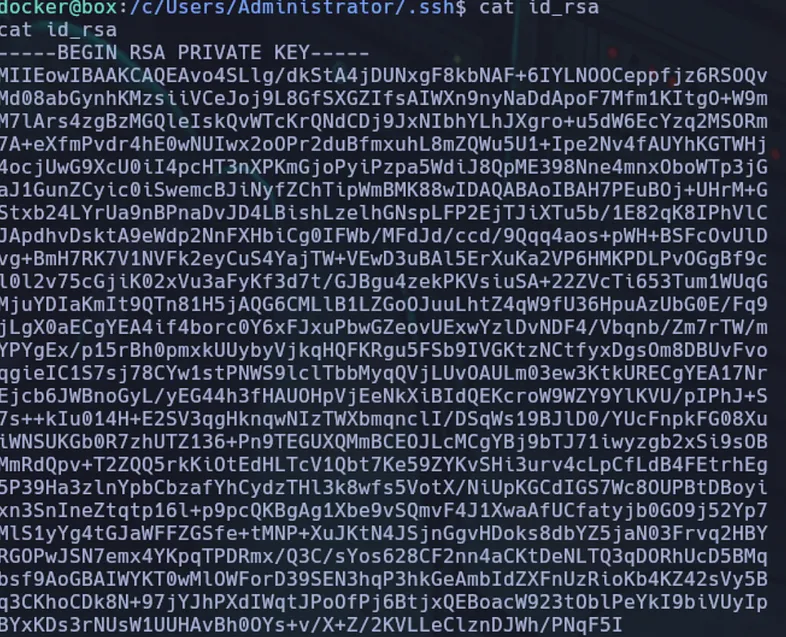 docker@box:/c/Users/Administrator/.ssh$ cat id_rsa
cat id_rsa
-----BEGIN RSA PRIVATE KEY-----
MIIEowIBAAKCAQEAvo4SLlg/dkStA4jDUNxgF8kbNAF+6IYLNOOCeppfjz6RSOQv
Md08abGynhKMzsiiVCeJoj9L8GfSXGZIfsAIWXn9nyNaDdApoF7Mfm1KItgO+W9m
M7lArs4zgBzMGQleIskQvWTcKrQNdCDj9JxNIbhYLhJXgro+u5dW6EcYzq2MSORm
7A+eXfmPvdr4hE0wNUIwx2oOPr2duBfmxuhL8mZQWu5U1+Ipe2Nv4fAUYhKGTWHj
4ocjUwG9XcU0iI4pcHT3nXPKmGjoPyiPzpa5WdiJ8QpME398Nne4mnxOboWTp3jG
aJ1GunZCyic0iSwemcBJiNyfZChTipWmBMK88wIDAQABAoIBAH7PEuBOj+UHrM+G
Stxb24LYrUa9nBPnaDvJD4LBishLzelhGNspLFP2EjTJiXTu5b/1E82qK8IPhVlC
JApdhvDsktA9eWdp2NnFXHbiCg0IFWb/MFdJd/ccd/9Qqq4aos+pWH+BSFcOvUlD
vg+BmH7RK7V1NVFk2eyCuS4YajTW+VEwD3uBAl5ErXuKa2VP6HMKPDLPvOGgBf9c
l0l2v75cGjiK02xVu3aFyKf3d7t/GJBgu4zekPKVsiuSA+22ZVcTi653Tum1WUqG
MjuYDIaKmIt9QTn81H5jAQG6CMLlB1LZGoOJuuLhtZ4qW9fU36HpuAzUbG0E/Fq9
jLgX0aECgYEA4if4borc0Y6xFJxuPbwGZeovUExwYzlDvNDF4/Vbqnb/Zm7rTW/m
YPYgEx/p15rBh0pmxkUUybyVjkqHQFKRgu5FSb9IVGKtzNCtfyxDgsOm8DBUvFvo
qgieIC1S7sj78CYw1stPNWS9lclTbbMyqQVjLUvOAULm03ew3KtkURECgYEA17Nr
Ejcb6JWBnoGyL/yEG44h3fHAUOHpVjEeNkXiBIdQEKcroW9WZY9YlKVU/pIPhJ+S
7s++kIu014H+E2SV3qgHknqwNIzTWXbmqnclI/DSqWs19BJlD0/YUcFnpkFG08Xu
iWNSUKGb0R7zhUTZ136+Pn9TEGUXQMmBCEOJLcMCgYBj9bTJ71iwyzgb2xSi9sOB
MmRdQpv+T2ZQQ5rkKiOtEdHLTcV1Qbt7Ke59ZYKvSHi3urv4cLpCfLdB4FEtrhEg
5P39Ha3zlnYpbCbzafYhCydzTHl3k8wfs5VotX/NiUpKGCdIGS7Wc8OUPBtDBoyi
xn3SnIneZtqtp16l+p9pcQKBgAg1Xbe9vSQmvF4J1XwaAfUCfatyjb0GO9j52Yp7
MlS1yYg4tGJaWFFZGSfe+tMNP+XuJKtN4JSjnGgvHDoks8dbYZ5jaN03Frvq2HBY
RGOPwJSN7emx4YKpqTPDRmx/Q3C/sYos628CF2nn4aCKtDeNLTQ3qDORhUcD5BMq
bsf9AoGBAIWYKT0wMlOWForD39SEN3hqP3hkGeAmbIdZXFnUzRioKb4KZ42sVy5B
q3CKhoCDk8N+97jYJhPXdIWqtJPoOfPj6BtjxQEBoacW923tOblPeYkI9biVUyIp
BYxKDs3rNUsW1UUHAvBh0OYs+v/X+Z/2KVLLeClznDJWh/PNqF5I